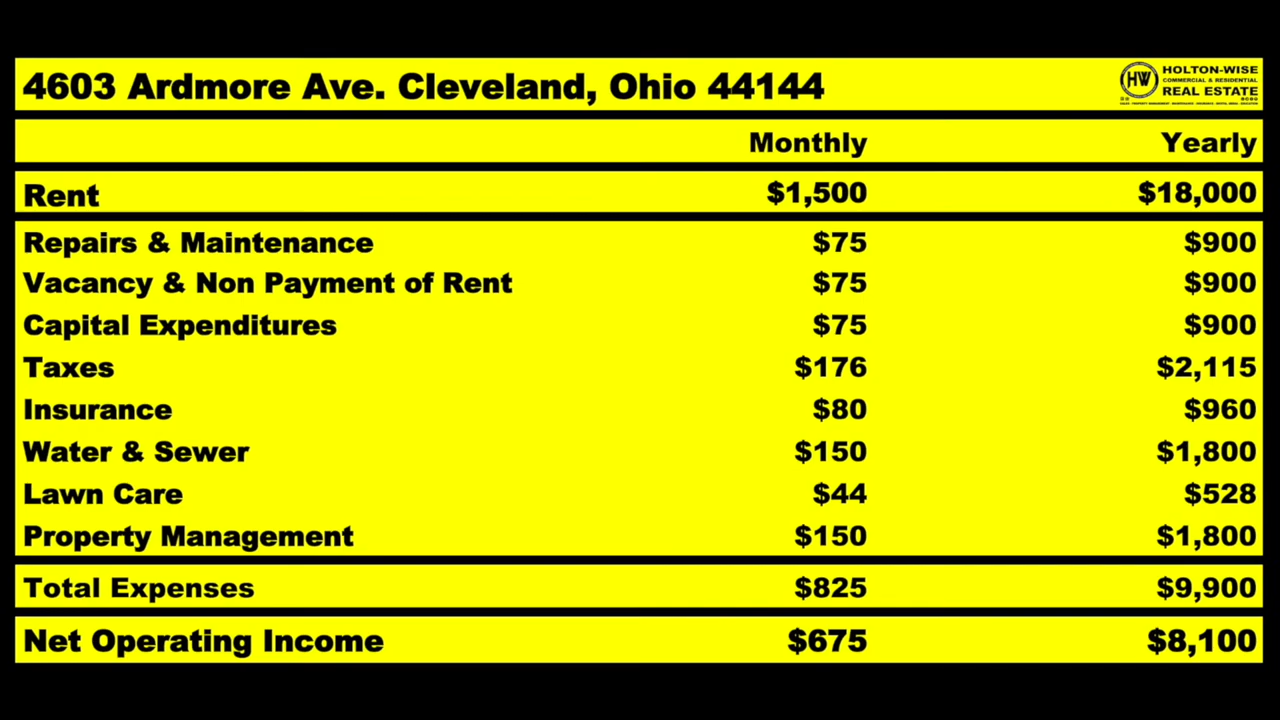 4603 Ardmore Ave. Cleveland, Ohio 44144
HW
HOLTON-WISE
COMMERCIAL & RESIDENTIAL
REAL ESTATE
Monthly Yearly
Rent $1,500 $18,000
Repairs & Maintenance $75 $900
Vacancy & Non Payment of Rent $75 $900
Capital Expenditures $75 $900
Taxes $176 $2,115
Insurance $80 $960
Water & Sewer $150 $1,800
Lawn Care $44 $528
Property Management $150 $1,800
Total Expenses $825 $9,900
Net Operating Income $675 $8,100